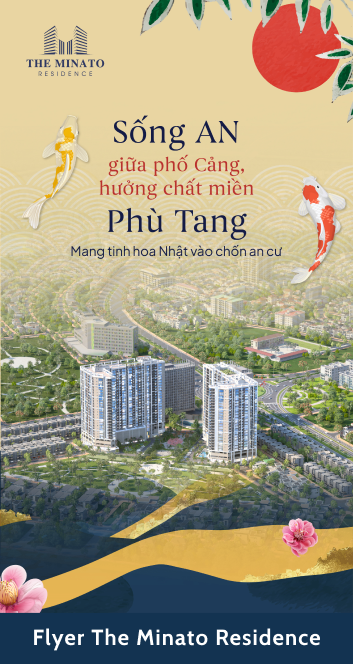 THE MINATO
RESIDENCE
Sống AN
giữa phố Cảng,
hưởng chất miền
Phù Tang
Mang tinh hoa Nhật vào chốn an cư
Flyer The Minato Residence